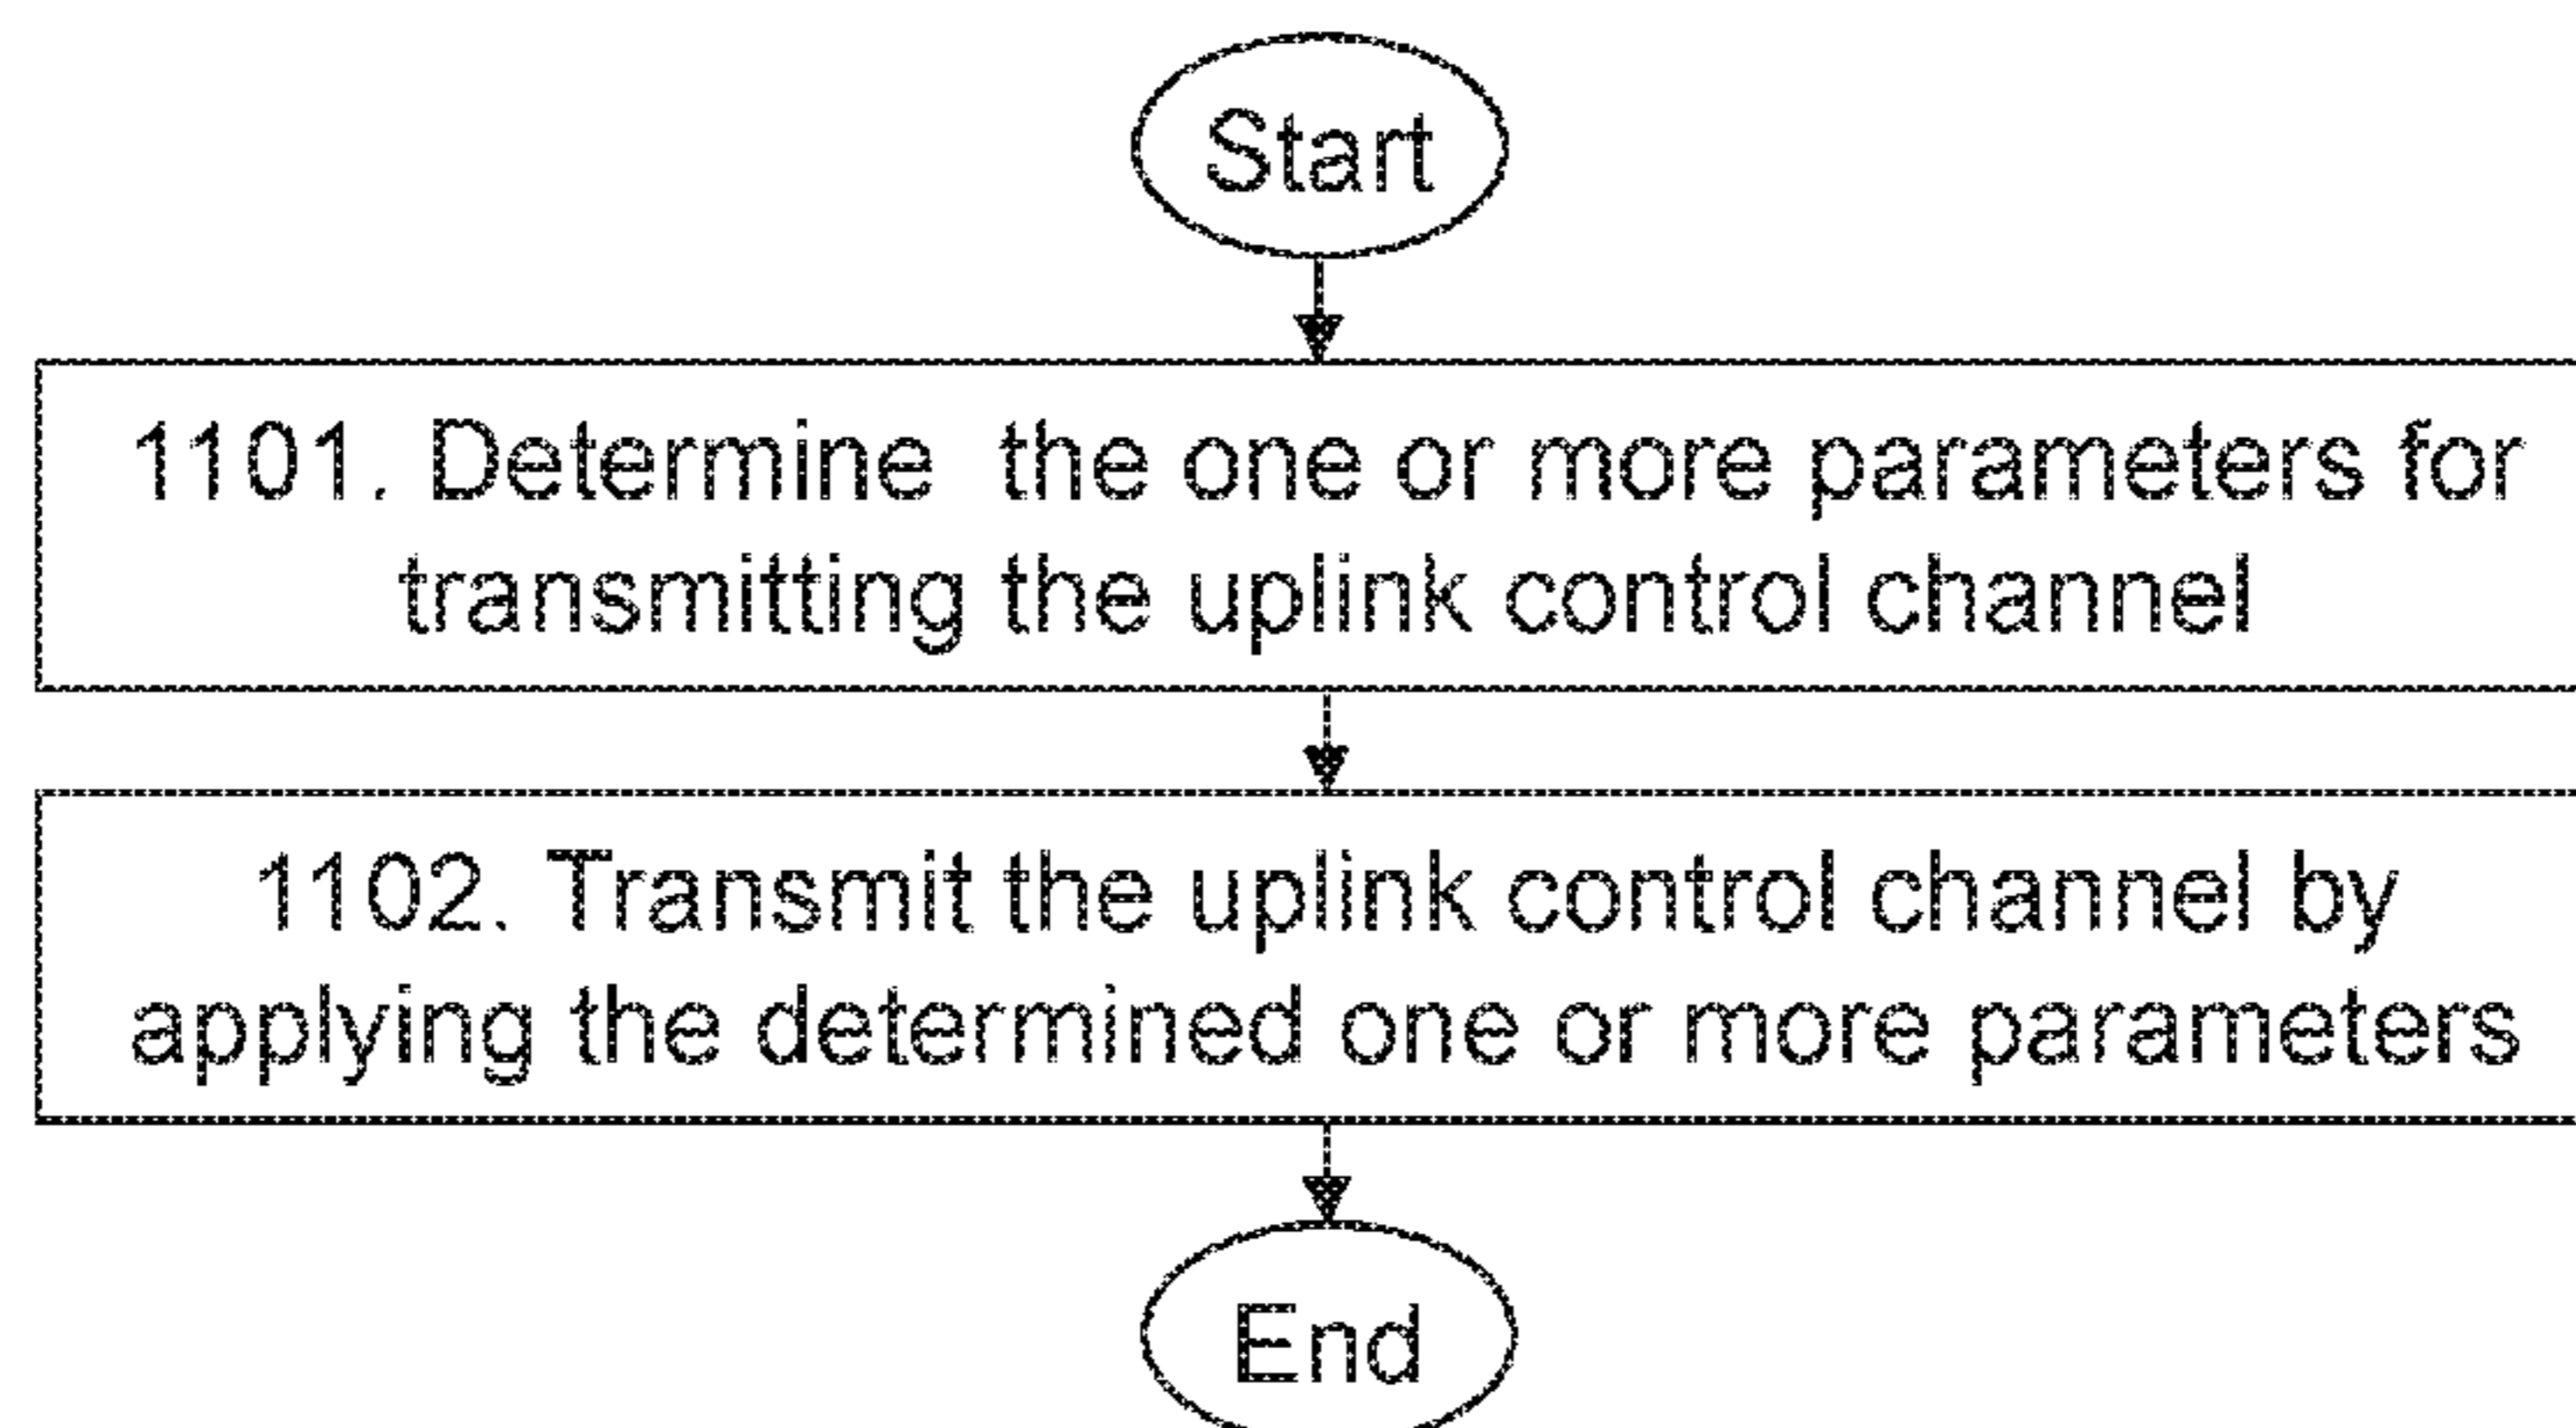 Start
1101. Determine  the one or more parameters for
transmitting the uplink control channel
1102. Transmit the uplink control channel by
applying the determined one or more parameters
End